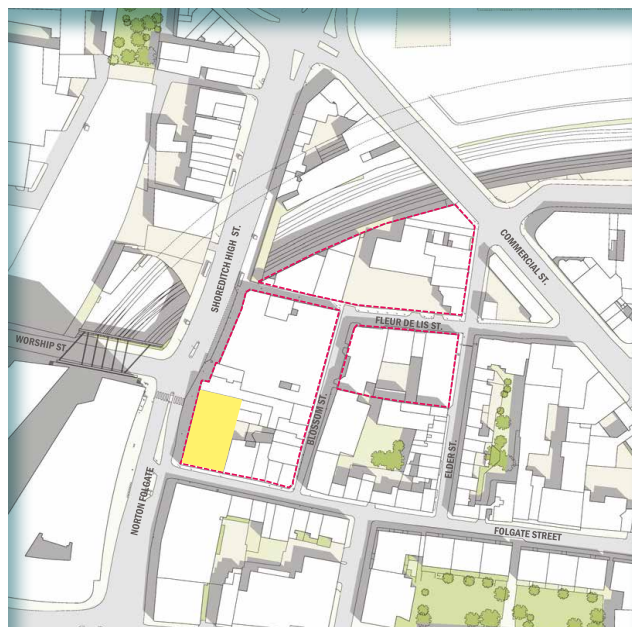 SHOREDITCH HIGH ST.
COMMERCIAL ST.
FLEUR DE LIS ST.
WORSHIP ST.
BLOSSOM ST.
ELDER ST.
NORTON FOLGATE
FOLGATE STREET